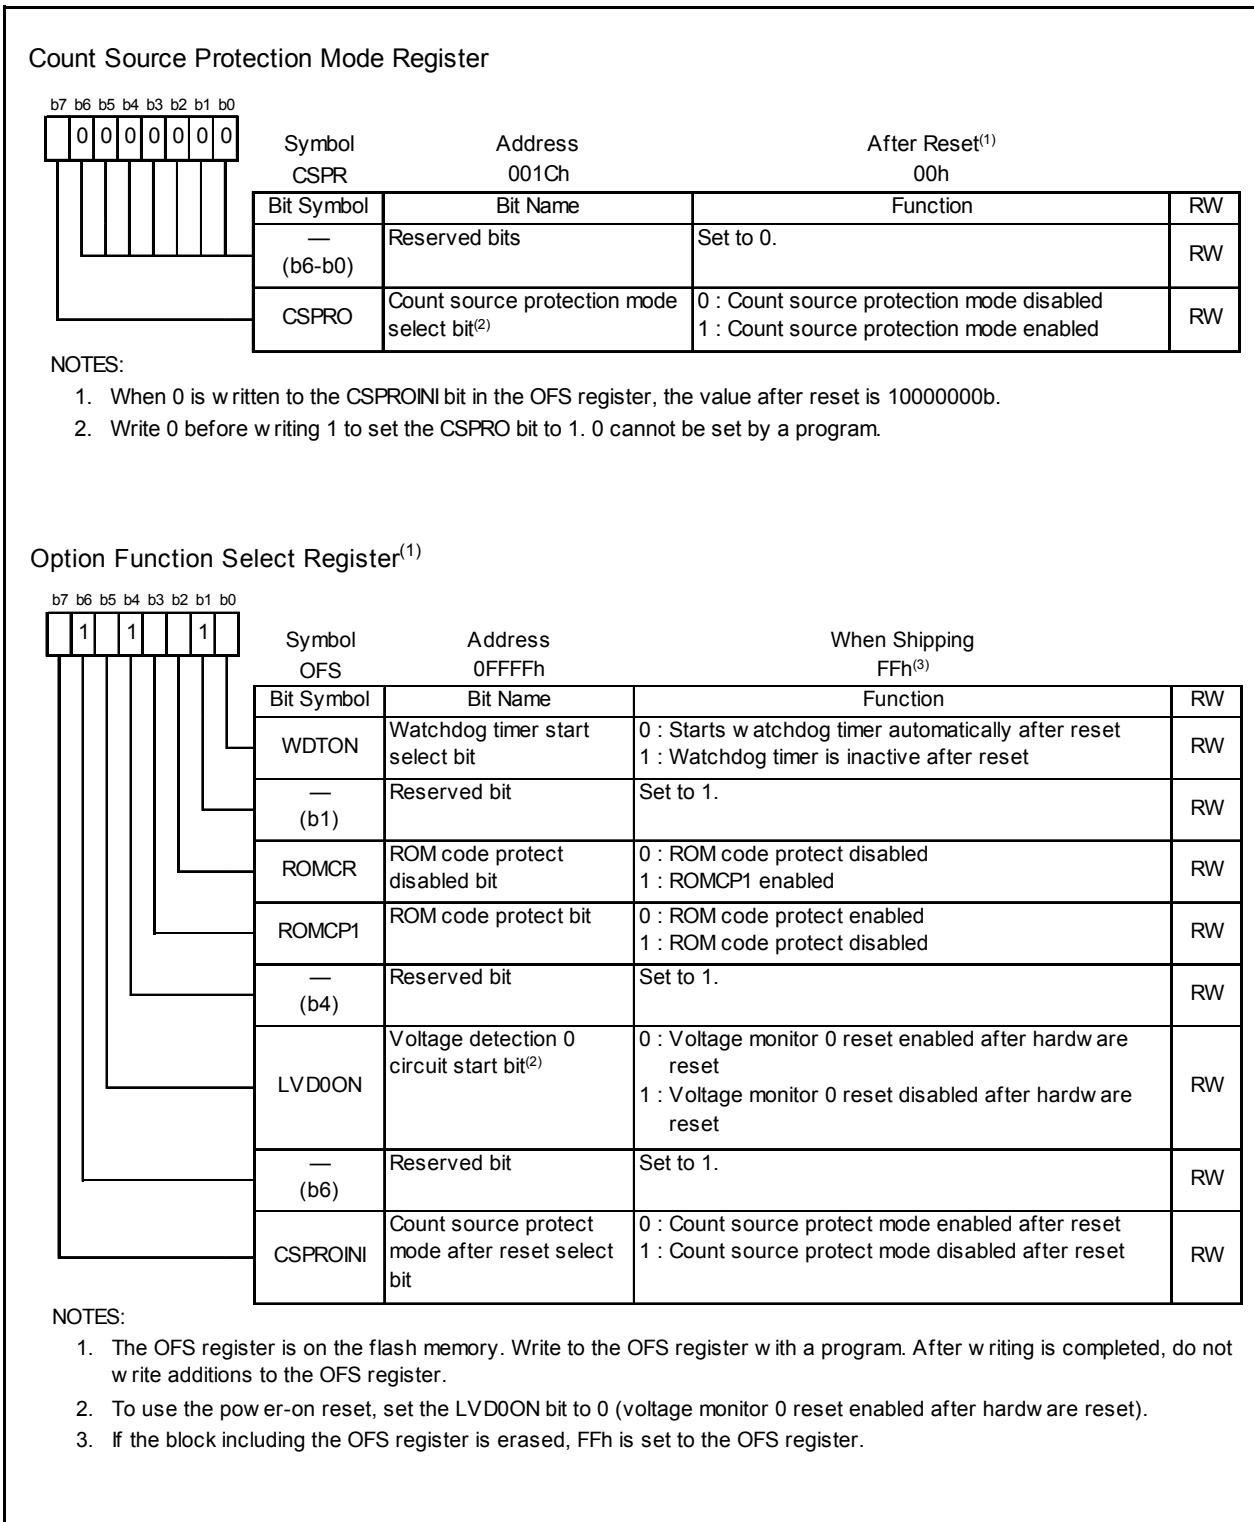 Count Source Protection Mode Register
b7 b6 b5 b4 b3 b2 b1 b0
0 0 0 0 0 0 0
Symbol Address After Reset(1)
CSPR 001Ch 00h
Bit Symbol Bit Name Function RW
— (b6-b0) Reserved bits Set to 0. RW
CSPRO Count source protection mode select bit(2) 0 : Count source protection mode disabled
1 : Count source protection mode enabled RW
NOTES:
1. When 0 is written to the CSPROINI bit in the OFS register, the value after reset is 10000000b.
2. Write 0 before writing 1 to set the CSPRO bit to 1. 0 cannot be set by a program.
Option Function Select Register(1)
b7 b6 b5 b4 b3 b2 b1 b0
1 1 1
Symbol Address When Shipping
OFS 0FFFFh FFh(3)
Bit Symbol Bit Name Function RW
WDTON Watchdog timer start select bit 0 : Starts watchdog timer automatically after reset
1 : Watchdog timer is inactive after reset RW
— (b1) Reserved bit Set to 1. RW
ROMCR ROM code protect disabled bit 0 : ROM code protect disabled
1 : ROMCP1 enabled RW
ROMCP1 ROM code protect bit 0 : ROM code protect enabled
1 : ROM code protect disabled RW
— (b4) Reserved bit Set to 1. RW
LVD0ON Voltage detection 0 circuit start bit(2) 0 : Voltage monitor 0 reset enabled after hardware reset
1 : Voltage monitor 0 reset disabled after hardware reset RW
— (b6) Reserved bit Set to 1. RW
CSPROINI Count source protect mode after reset select bit 0 : Count source protect mode enabled after reset
1 : Count source protect mode disabled after reset RW
NOTES:
1. The OFS register is on the flash memory. Write to the OFS register with a program. After writing is completed, do not
write additions to the OFS register.
2. To use the power-on reset, set the LVD0ON bit to 0 (voltage monitor 0 reset enabled after hardware reset).
3. If the block including the OFS register is erased, FFh is set to the OFS register.